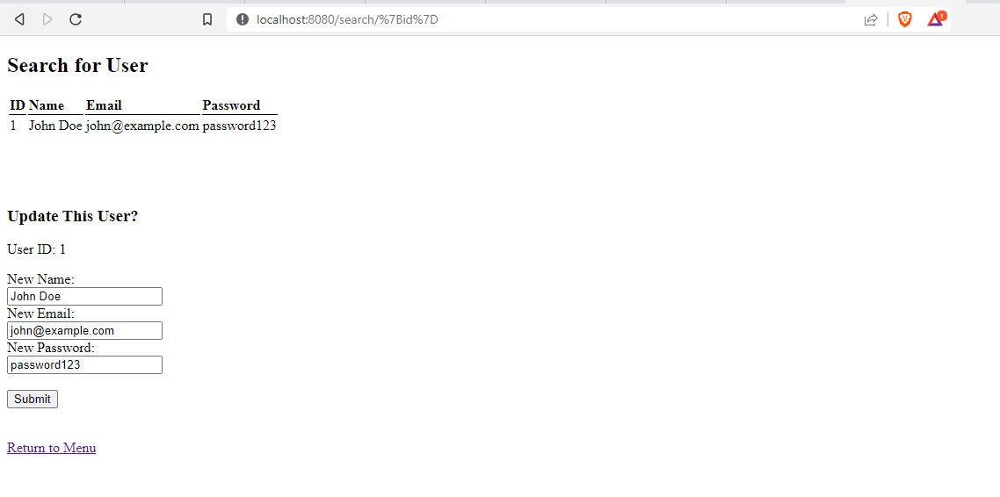 localhost:8080/search/%7Bid%7D
1
Search for User
ID Name Email Password
1 John Doe john@example.com password123
Update This User?
User ID: 1
New Name:
John Doe
New Email:
john@example.com
New Password:
password123
Submit
Return to Menu